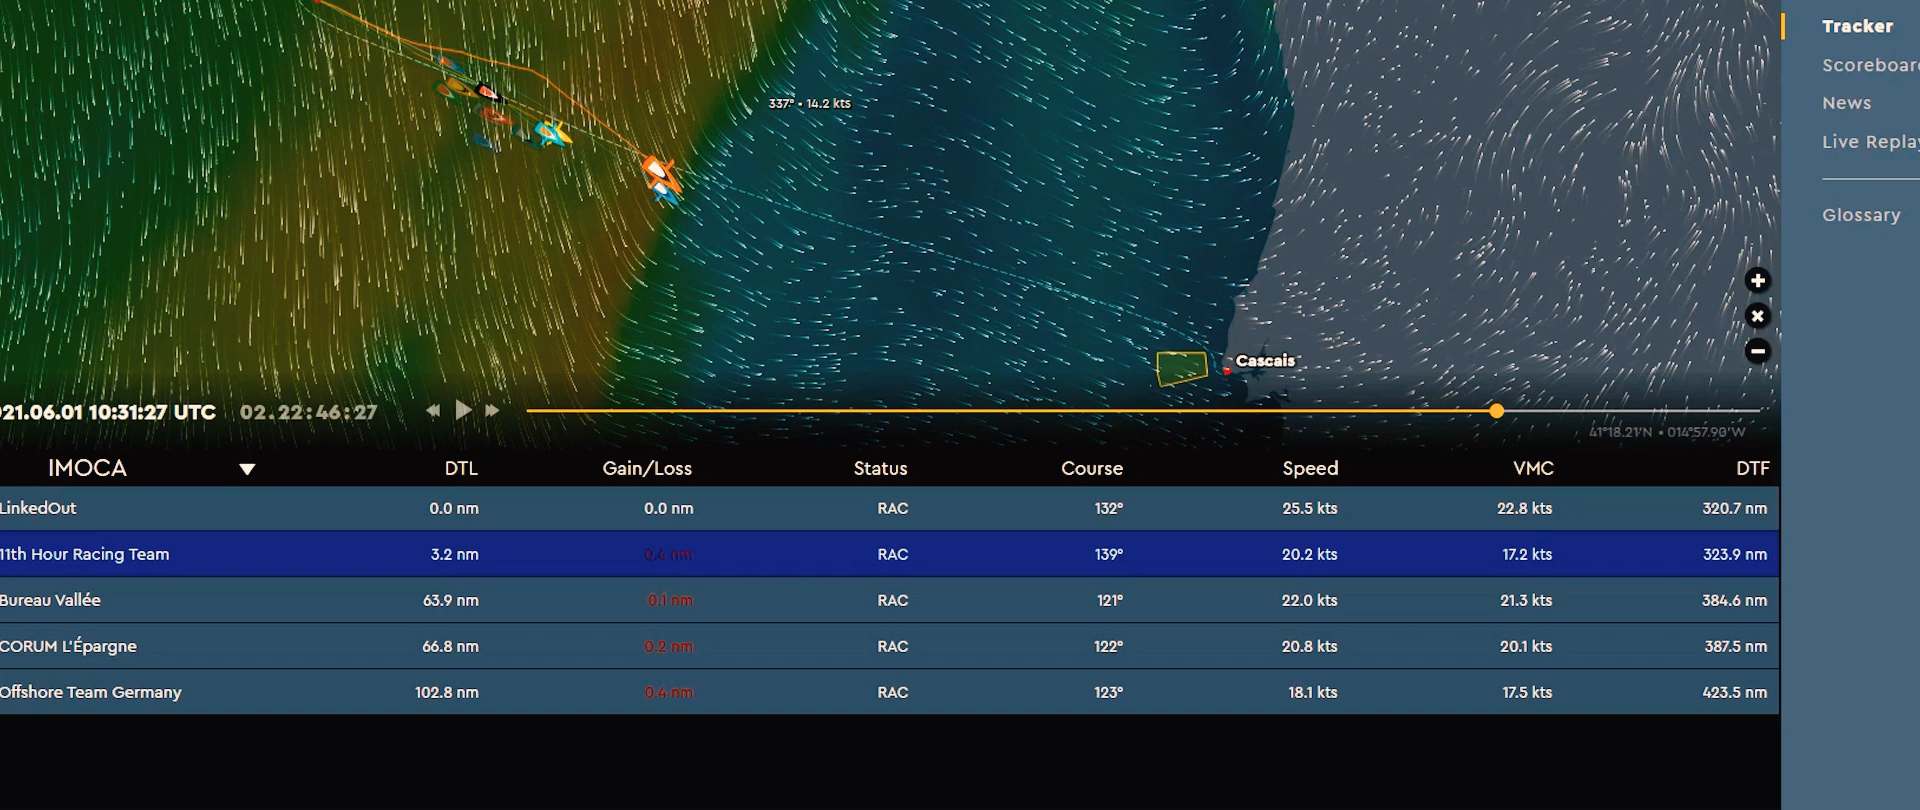 Tracker
Scoreboar
News
Live Replay
Glossary
337° • 14.2 kts
Cascais
021.06.01 10:31:27 UTC 02.22:46:27
41°18.21'N • 014°57.90'W
IMOCA DTL Gain/Loss Status Course Speed VMC DTF
LinkedOut 0.0 nm 0.0 nm RAC 132° 25.5 kts 22.8 kts 320.7 nm
11th Hour Racing Team 3.2 nm 0.4 nm RAC 139° 20.2 kts 17.2 kts 323.9 nm
Bureau Vallée 63.9 nm 0.1 nm RAC 121° 22.0 kts 21.3 kts 384.6 nm
CORUM L'Épargne 66.8 nm 0.2 nm RAC 122° 20.8 kts 20.1 kts 387.5 nm
Offshore Team Germany 102.8 nm 0.4 nm RAC 123° 18.1 kts 17.5 kts 423.5 nm